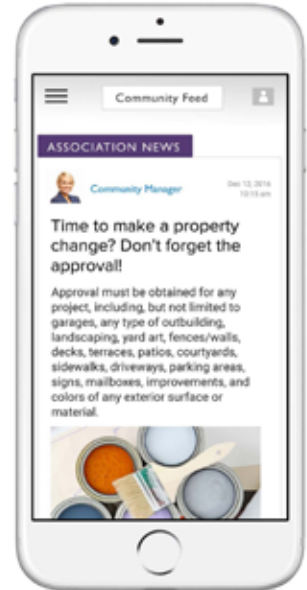 Community Feed
ASSOCIATION NEWS
Community Manager
Dec 12, 2016
10:15 am
Time to make a property
change? Don't forget the
approval!
Approval must be obtained for any
project, including, but not limited to
garages, any type of outbuilding,
landscaping, yard art, fences/walls,
decks, terraces, patios, courtyards,
sidewalks, driveways, parking areas,
signs, mailboxes, improvements, and
colors of any exterior surface or
material.